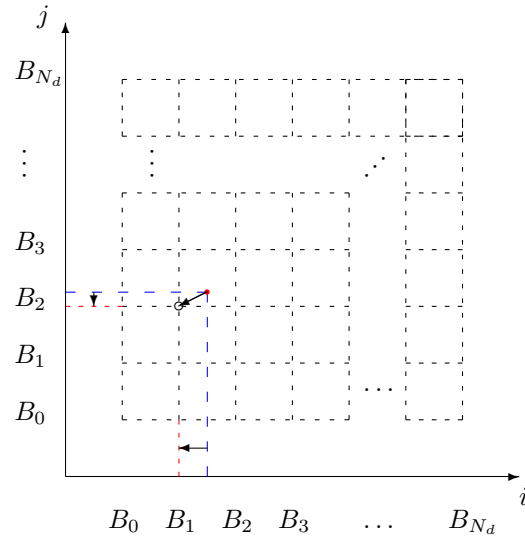 j
B_{N_d}
⋮ ⋮ ⋰
B_3
B_2
B_1
B_0 …
i
B_0 B_1 B_2 B_3 … B_{N_d}